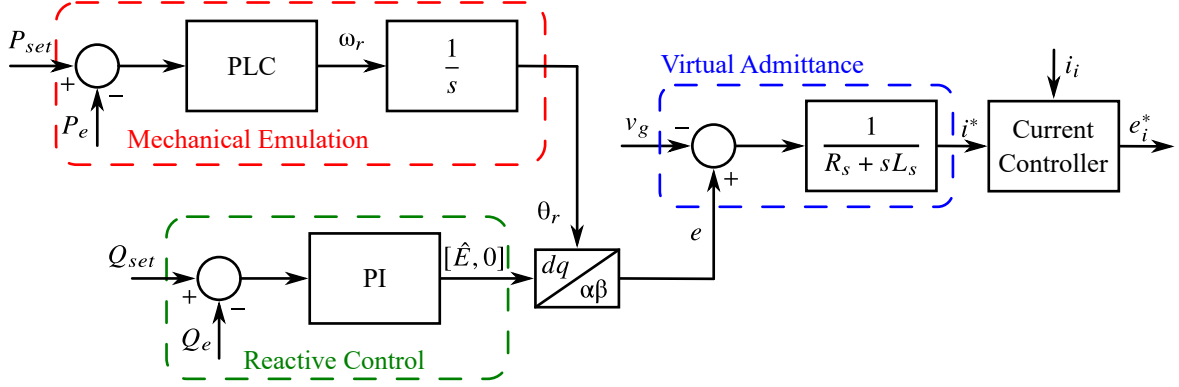 P_set
+
−
P_e
PLC
ω_r
1
s
Mechanical Emulation
θ_r
Q_set
+
−
Q_e
PI
[Ê, 0]
Reactive Control
dq
αβ
e
Virtual Admittance
v_g
−
+
1
R_s + sL_s
i*
i_i
Current
Controller
e_i^*